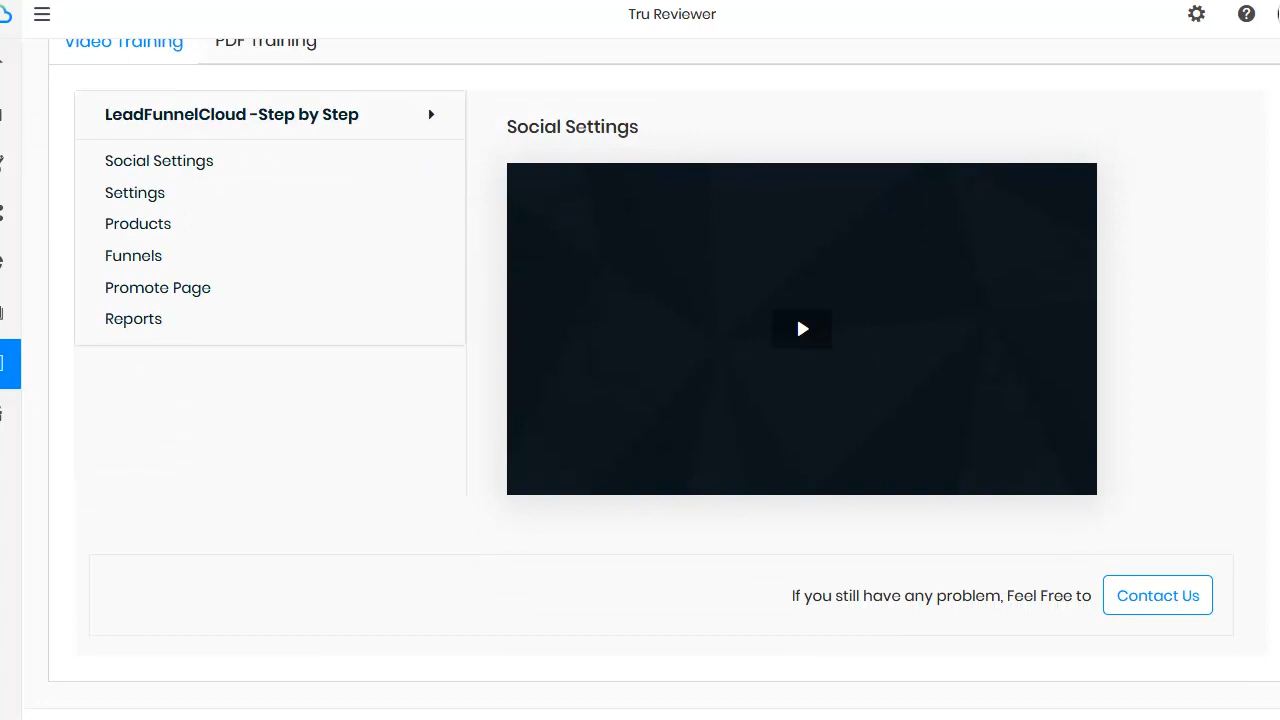 Tru Reviewer
Video Training
PDF Training
LeadFunnelCloud -Step by Step
Social Settings
Settings
Products
Funnels
Promote Page
Reports
Social Settings
If you still have any problem, Feel Free to
Contact Us